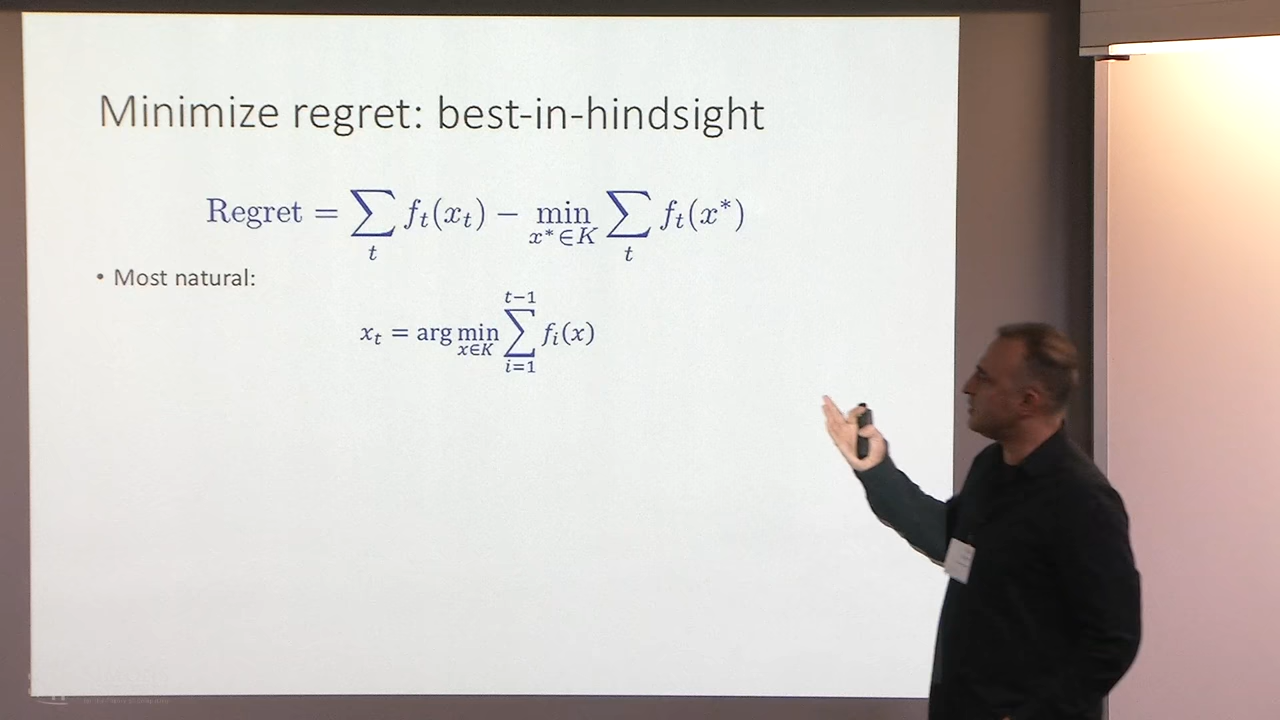 Minimize regret: best-in-hindsight
Regret = ∑_t f_t(x_t) − min_{x*∈K} ∑_t f_t(x*)
• Most natural:
x_t = arg min_{x∈K} ∑_{i=1}^{t−1} f_i(x)